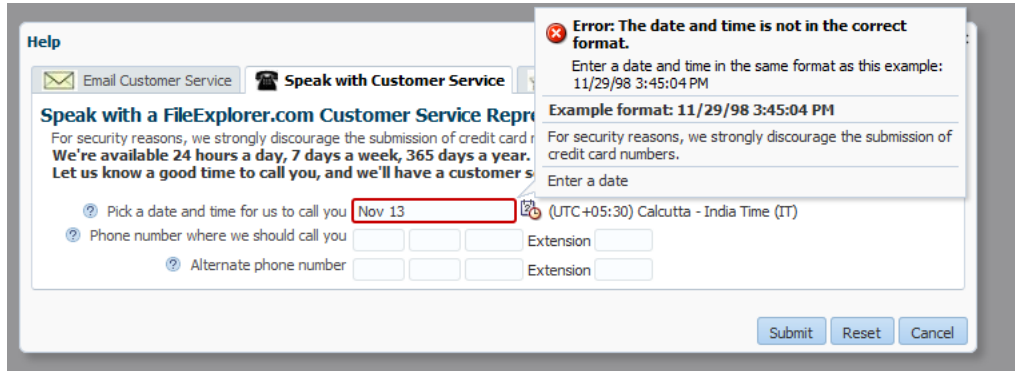 Help
Email Customer Service
Speak with Customer Service
Speak with a FileExplorer.com Customer Service
For security reasons, we strongly discourage the submission of credit card
We're available 24 hours a day, 7 days a week, 365 days a year.
Let us know a good time to call you, and we'll have a customer
Pick a date and time for us to call you Nov 13 (UTC+05:30) Calcutta - India Time (IT)
Phone number where we should call you Extension
Alternate phone number Extension
Submit Reset Cancel
Error: The date and time is not in the correct
format.
Enter a date and time in the same format as this example:
11/29/98 3:45:04 PM
Example format: 11/29/98 3:45:04 PM
For security reasons, we strongly discourage the submission of
credit card numbers.
Enter a date